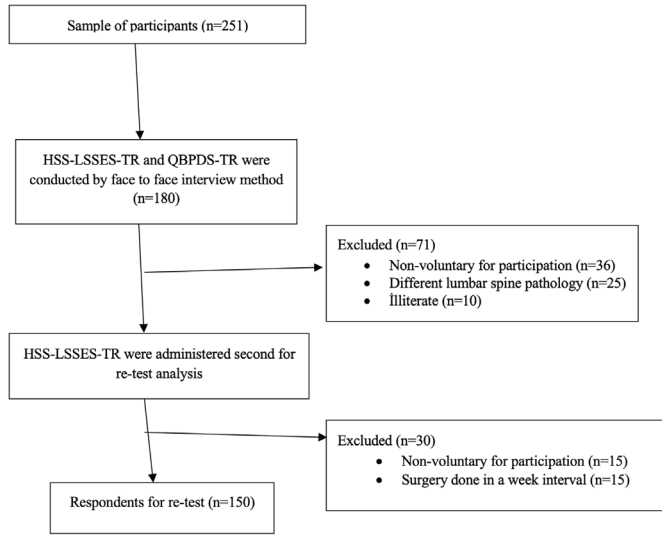 Sample of participants (n=251)
HSS-LSSES-TR and QBPDS-TR were
conducted by face to face interview method
(n=180)
Excluded (n=71)
• Non-voluntary for participation (n=36)
• Different lumbar spine pathology (n=25)
• İlliterate (n=10)
HSS-LSSES-TR were administered second for
re-test analysis
Excluded (n=30)
• Non-voluntary for participation (n=15)
• Surgery done in a week interval (n=15)
Respondents for re-test (n=150)